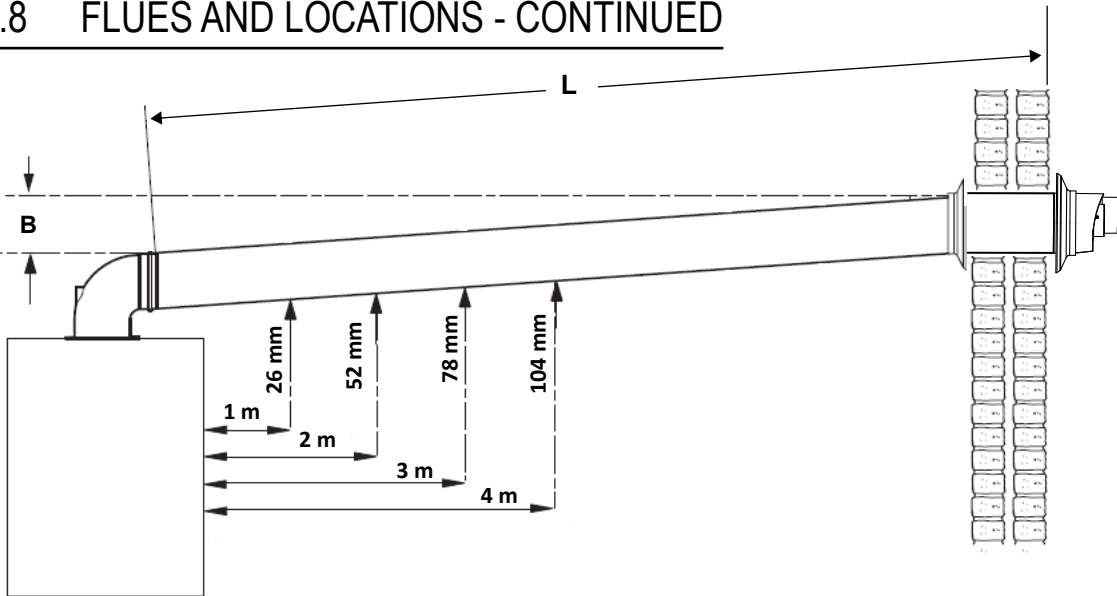 .8 FLUES AND LOCATIONS - CONTINUED
L
B
26 mm
52 mm
78 mm
104 mm
1 m
2 m
3 m
4 m